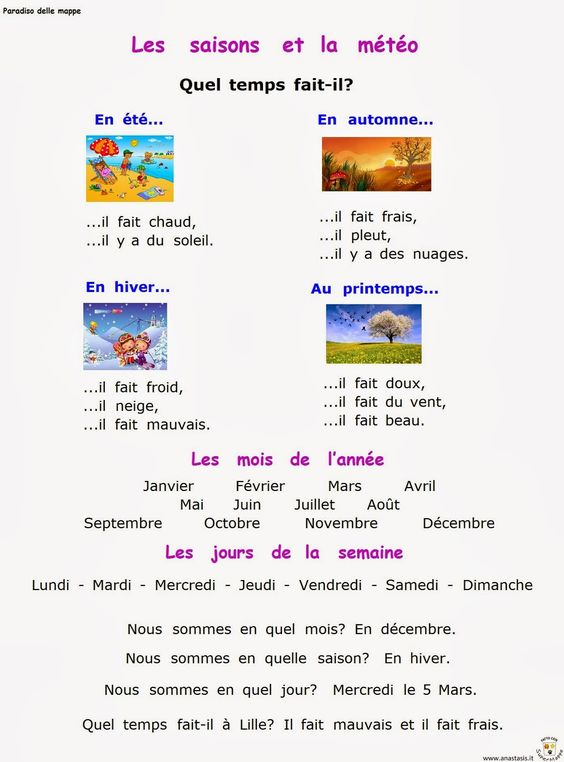 Paradiso delle mappe
Les saisons et la météo
Quel temps fait-il?
En été...
...il fait chaud,
...il y a du soleil.
En automne...
...il fait frais,
...il pleut,
...il y a des nuages.
En hiver...
...il fait froid,
...il neige,
...il fait mauvais.
Au printemps...
...il fait doux,
...il fait du vent,
...il fait beau.
Les mois de l'année
Janvier Février Mars Avril
Mai Juin Juillet Août
Septembre Octobre Novembre Décembre
Les jours de la semaine
Lundi - Mardi - Mercredi - Jeudi - Vendredi - Samedi - Dimanche
Nous sommes en quel mois? En décembre.
Nous sommes en quelle saison? En hiver.
Nous sommes en quel jour? Mercredi le 5 Mars.
Quel temps fait-il à Lille? Il fait mauvais et il fait frais.
www.anastasis.it
FATTO CON
SuperMappe